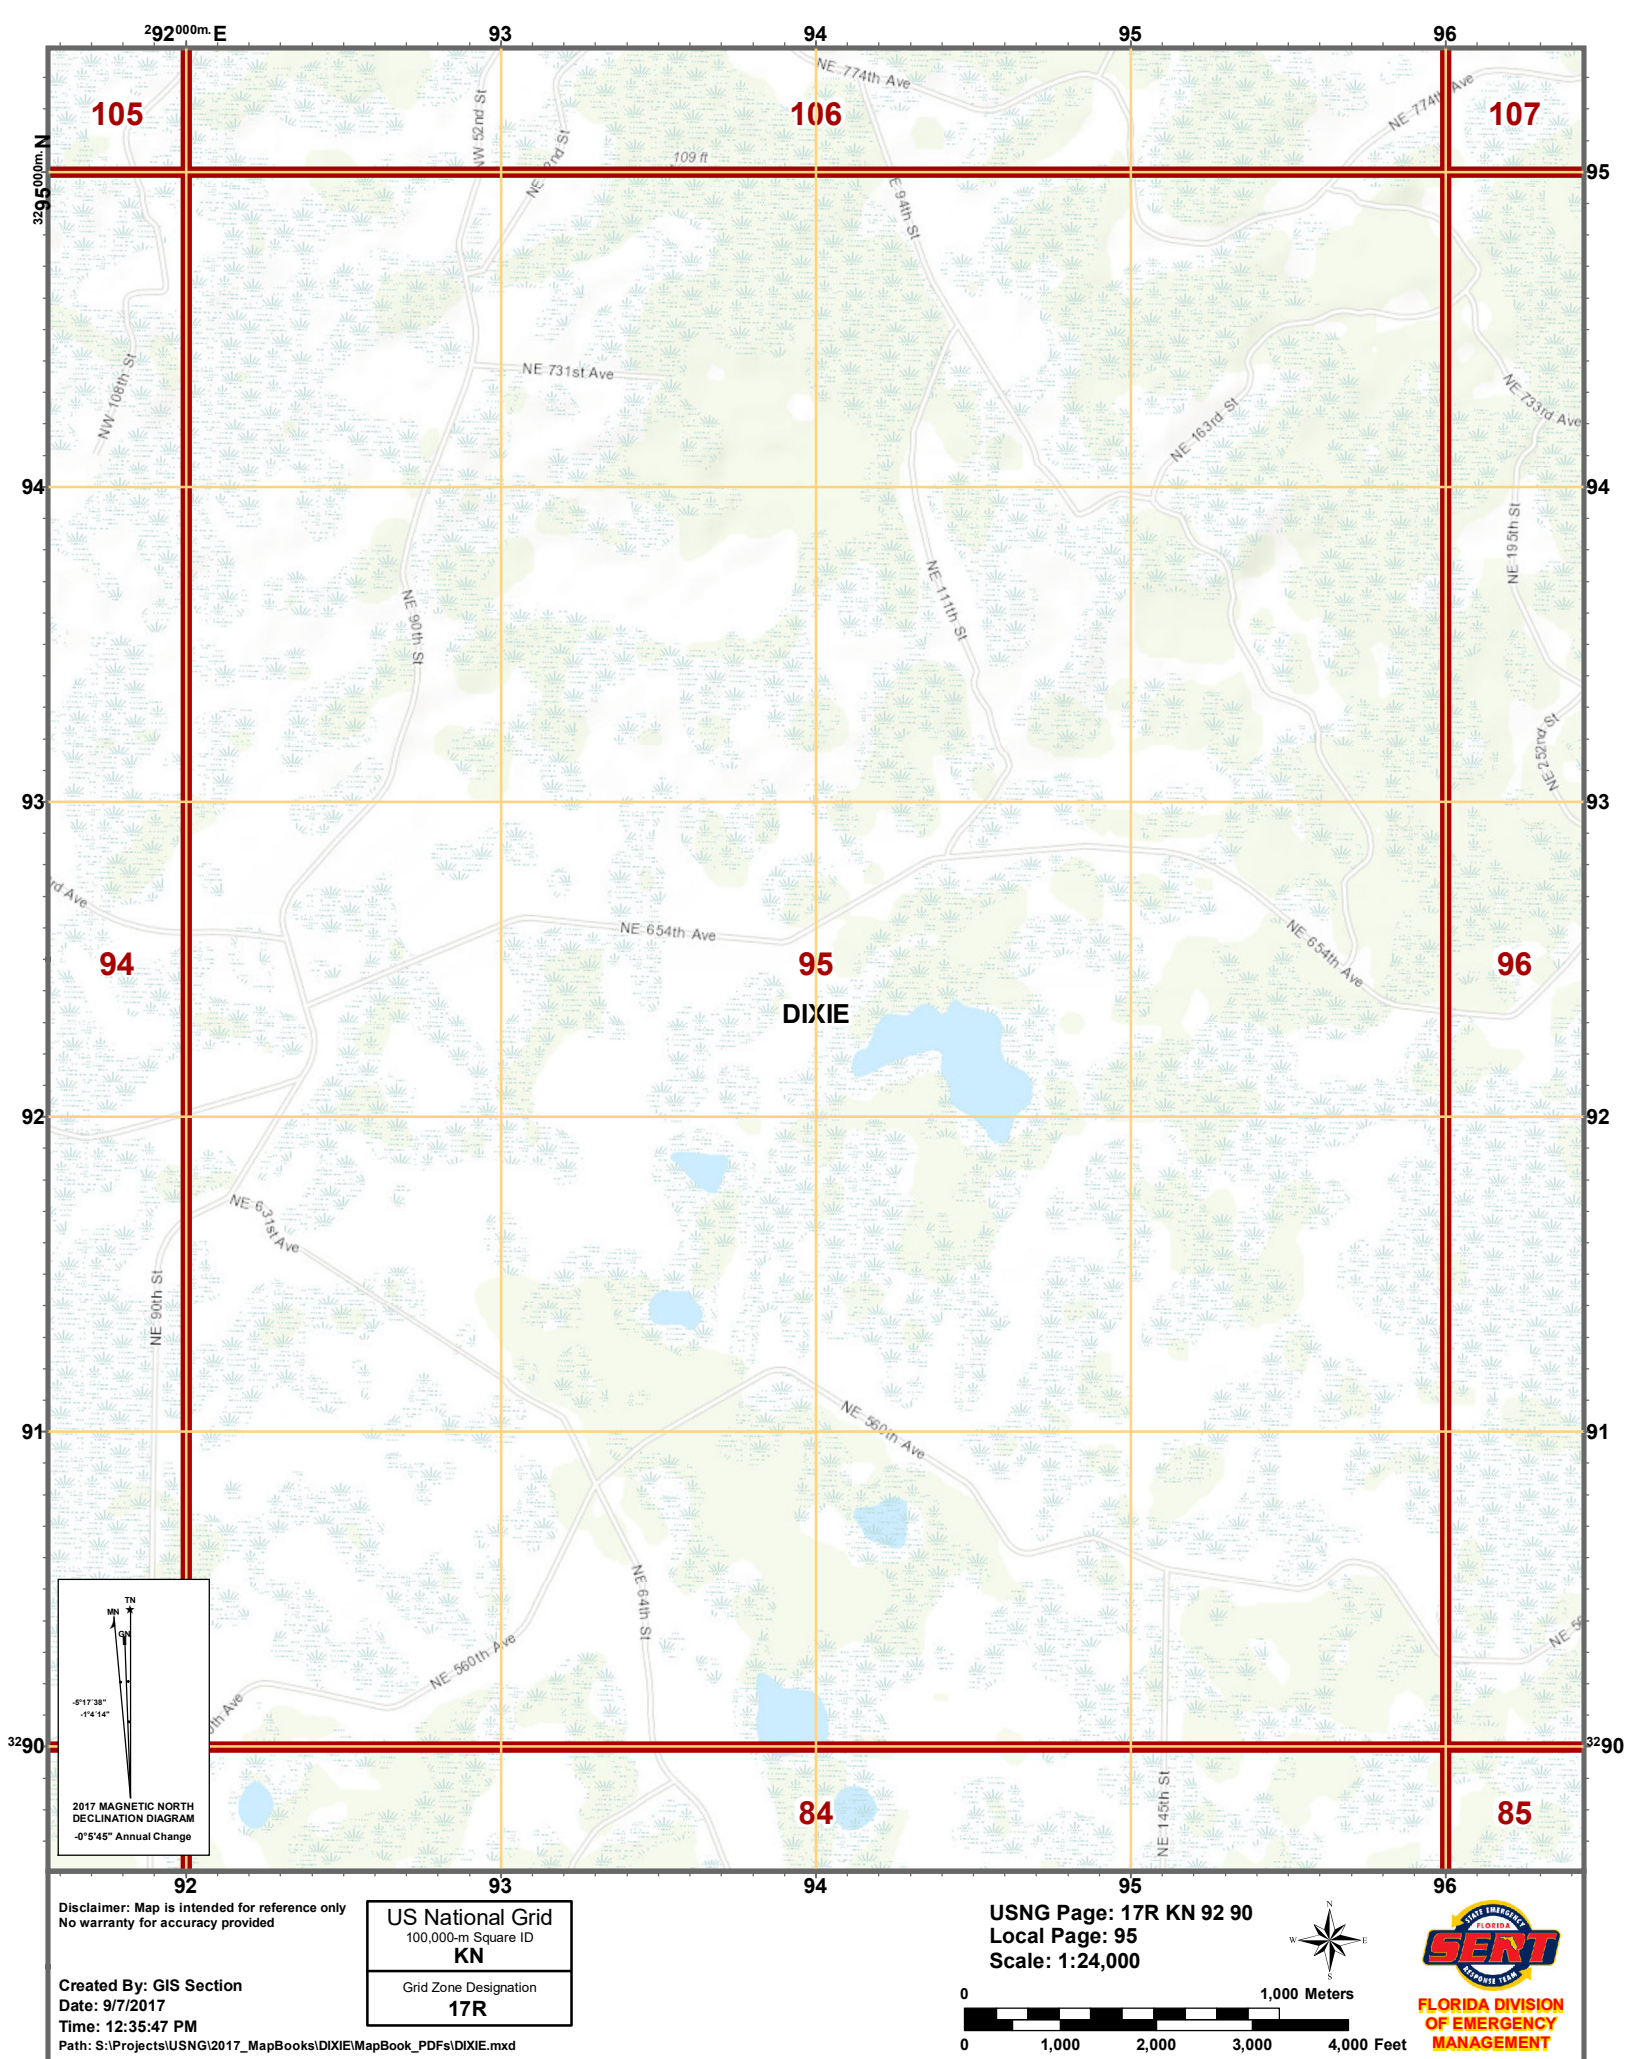 292000m. E 93 94 95 96
NE 774th Ave
NE 774th Ave
105 106 107
NW 52nd St
109 ft
3295000m. N 95
E 94th St
NE 731st Ave
NW 108th St
NE 733rd Ave
NE 163rd St
94 94
NE 195th St
NE 111th St
NE 90th St
NE 252nd St
93 93
rd Ave
NE 654th Ave
NE 654th Ave
94 95 96
DIXIE
92 92
NE 631st Ave
NE 90th St
NE 560th Ave
91 91
NE 64th St
NE 560th Ave
NE 56
0th Ave
TN
MN
GN
-5°17'38"
-1°4'14"
3290 3290
2017 MAGNETIC NORTH
DECLINATION DIAGRAM
-0°5'45" Annual Change
84 85
NE 145th St
92 93 94 95 96
Disclaimer: Map is intended for reference only
No warranty for accuracy provided
Created By: GIS Section
Date: 9/7/2017
Time: 12:35:47 PM
Path: S:\Projects\USNG\2017_MapBooks\DIXIE\MapBook_PDFs\DIXIE.mxd
US National Grid
100,000-m Square ID
KN
Grid Zone Designation
17R
USNG Page: 17R KN 92 90
Local Page: 95
Scale: 1:24,000
N
W E
S
0 1,000 Meters
0 1,000 2,000 3,000 4,000 Feet
STATE EMERGENCY
FLORIDA
SERT
RESPONSE TEAM
FLORIDA DIVISION
OF EMERGENCY
MANAGEMENT